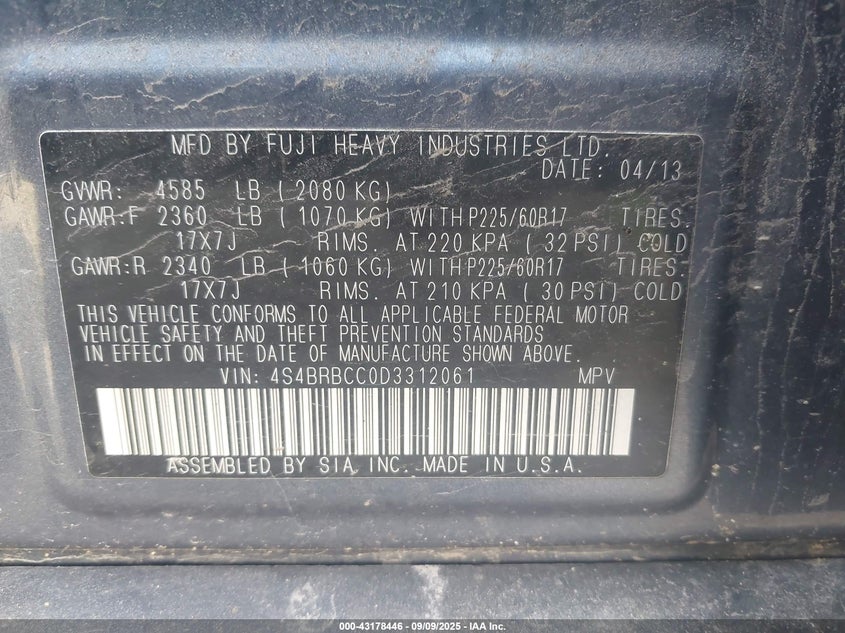 MFD BY FUJI HEAVY INDUSTRIES LTD.
DATE: 04/13
GVWR: 4585 LB ( 2080 KG)
GAWR:F 2360 LB ( 1070 KG) WITH P225/60R17 TIRES.
17X7J RIMS. AT 220 KPA ( 32 PSI) COLD
GAWR:R 2340 LB ( 1060 KG) WITH P225/60R17 TIRES.
17X7J RIMS. AT 210 KPA ( 30 PSI) COLD
THIS VEHICLE CONFORMS TO ALL APPLICABLE FEDERAL MOTOR
VEHICLE SAFETY AND THEFT PREVENTION STANDARDS
IN EFFECT ON THE DATE OF MANUFACTURE SHOWN ABOVE.
VIN: 4S4BRBCC0D3312061 MPV
ASSEMBLED BY SIA, INC. MADE IN U.S.A.
000-43178446 - 09/09/2025 - IAA Inc.